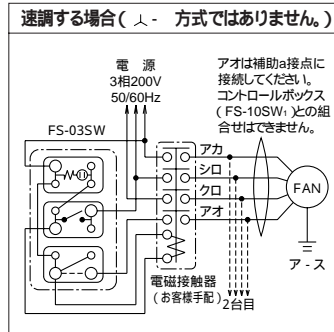 速調する場合(人- 方式ではありません。)
電 源
3相200V
50/60Hz
アオは補助a接点に
接続してください。
コントロールボックス
(FS-10SW₁)との組
合せはできません。
FS-03SW
アカ
シロ
クロ
アオ
FAN
ア-ス
電磁接触器
(お客様手配)
2台目